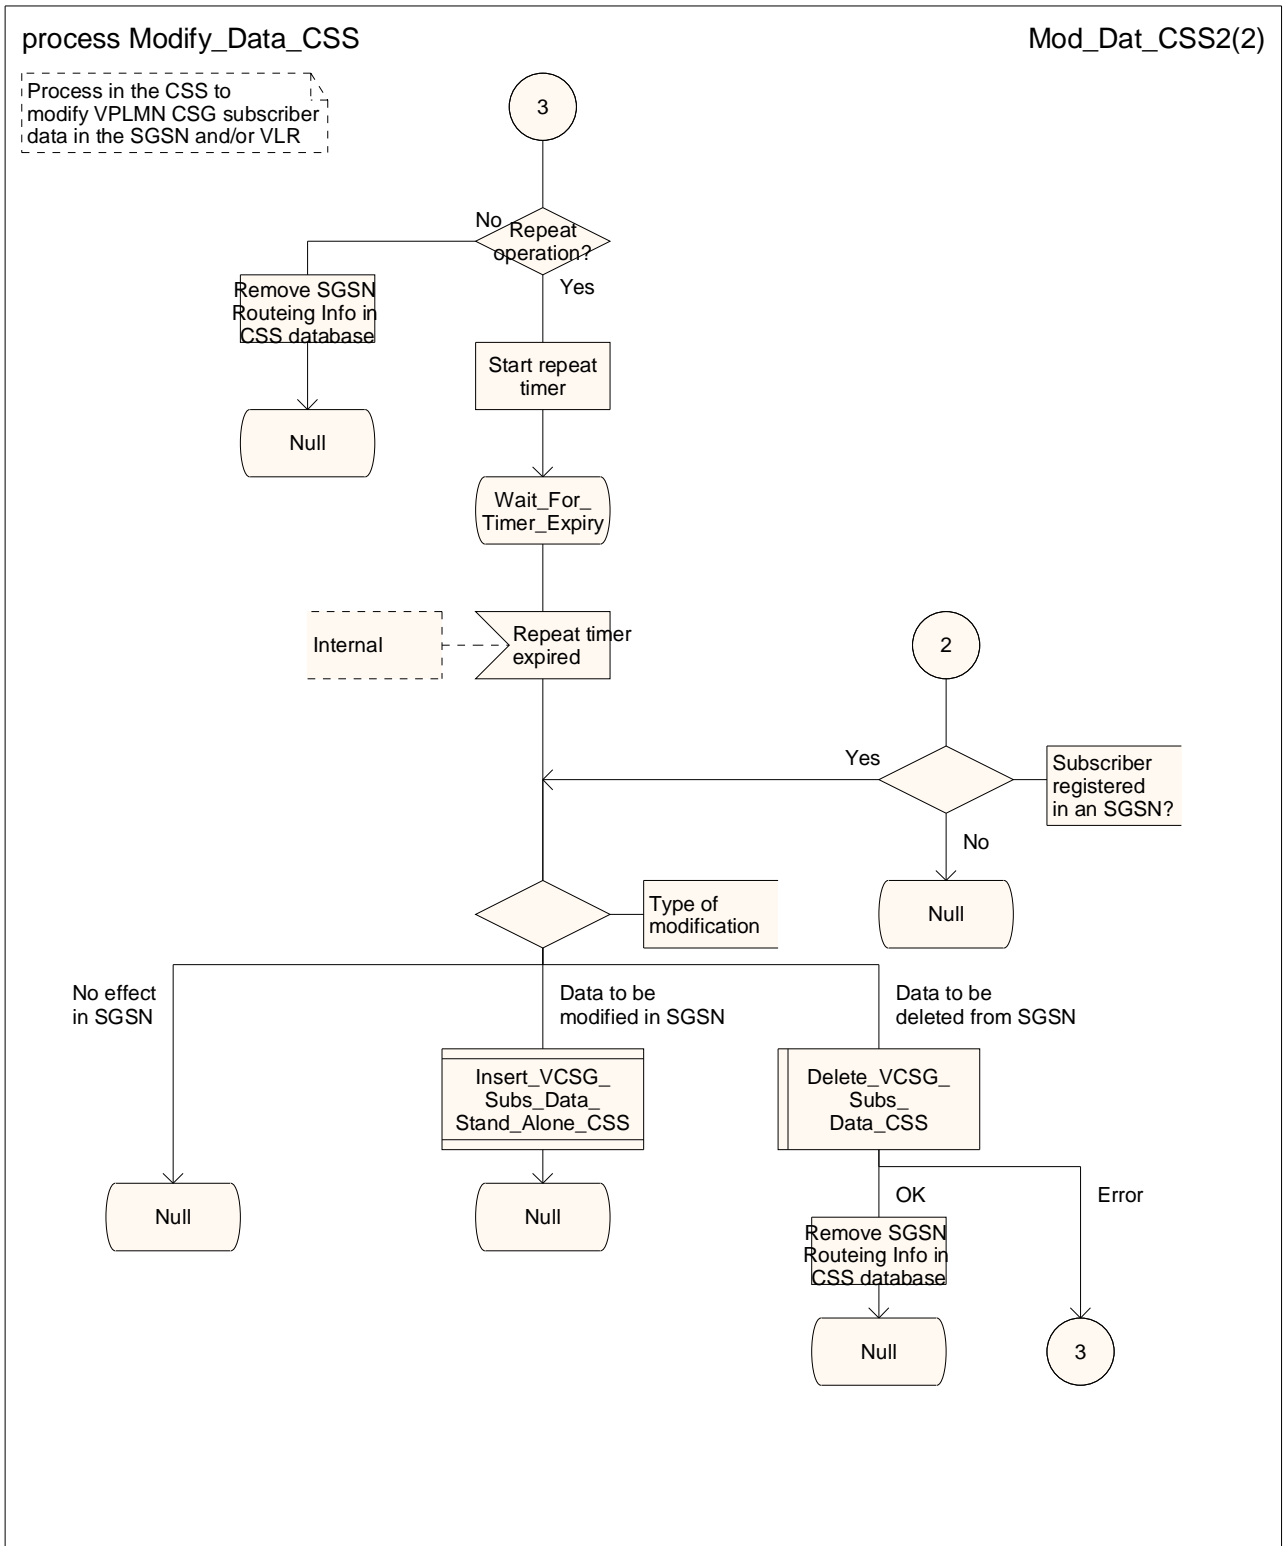 process Modify_Data_CSS
Mod_Dat_CSS2(2)
Process in the CSS to
modify VPLMN CSG subscriber
data in the SGSN and/or VLR
3
No
Repeat
operation?
Yes
Remove SGSN
Routeing Info in
CSS database
Start repeat
timer
Null
Wait_For_
Timer_Expiry
Internal
Repeat timer
expired
2
Yes
Subscriber
registered
in an SGSN?
No
Null
Type of
modification
No effect
in SGSN
Data to be
modified in SGSN
Data to be
deleted from SGSN
Insert_VCSG_
Subs_Data_
Stand_Alone_CSS
Delete_VCSG_
Subs_
Data_CSS
OK
Error
Null
Null
Remove SGSN
Routeing Info in
CSS database
Null
3